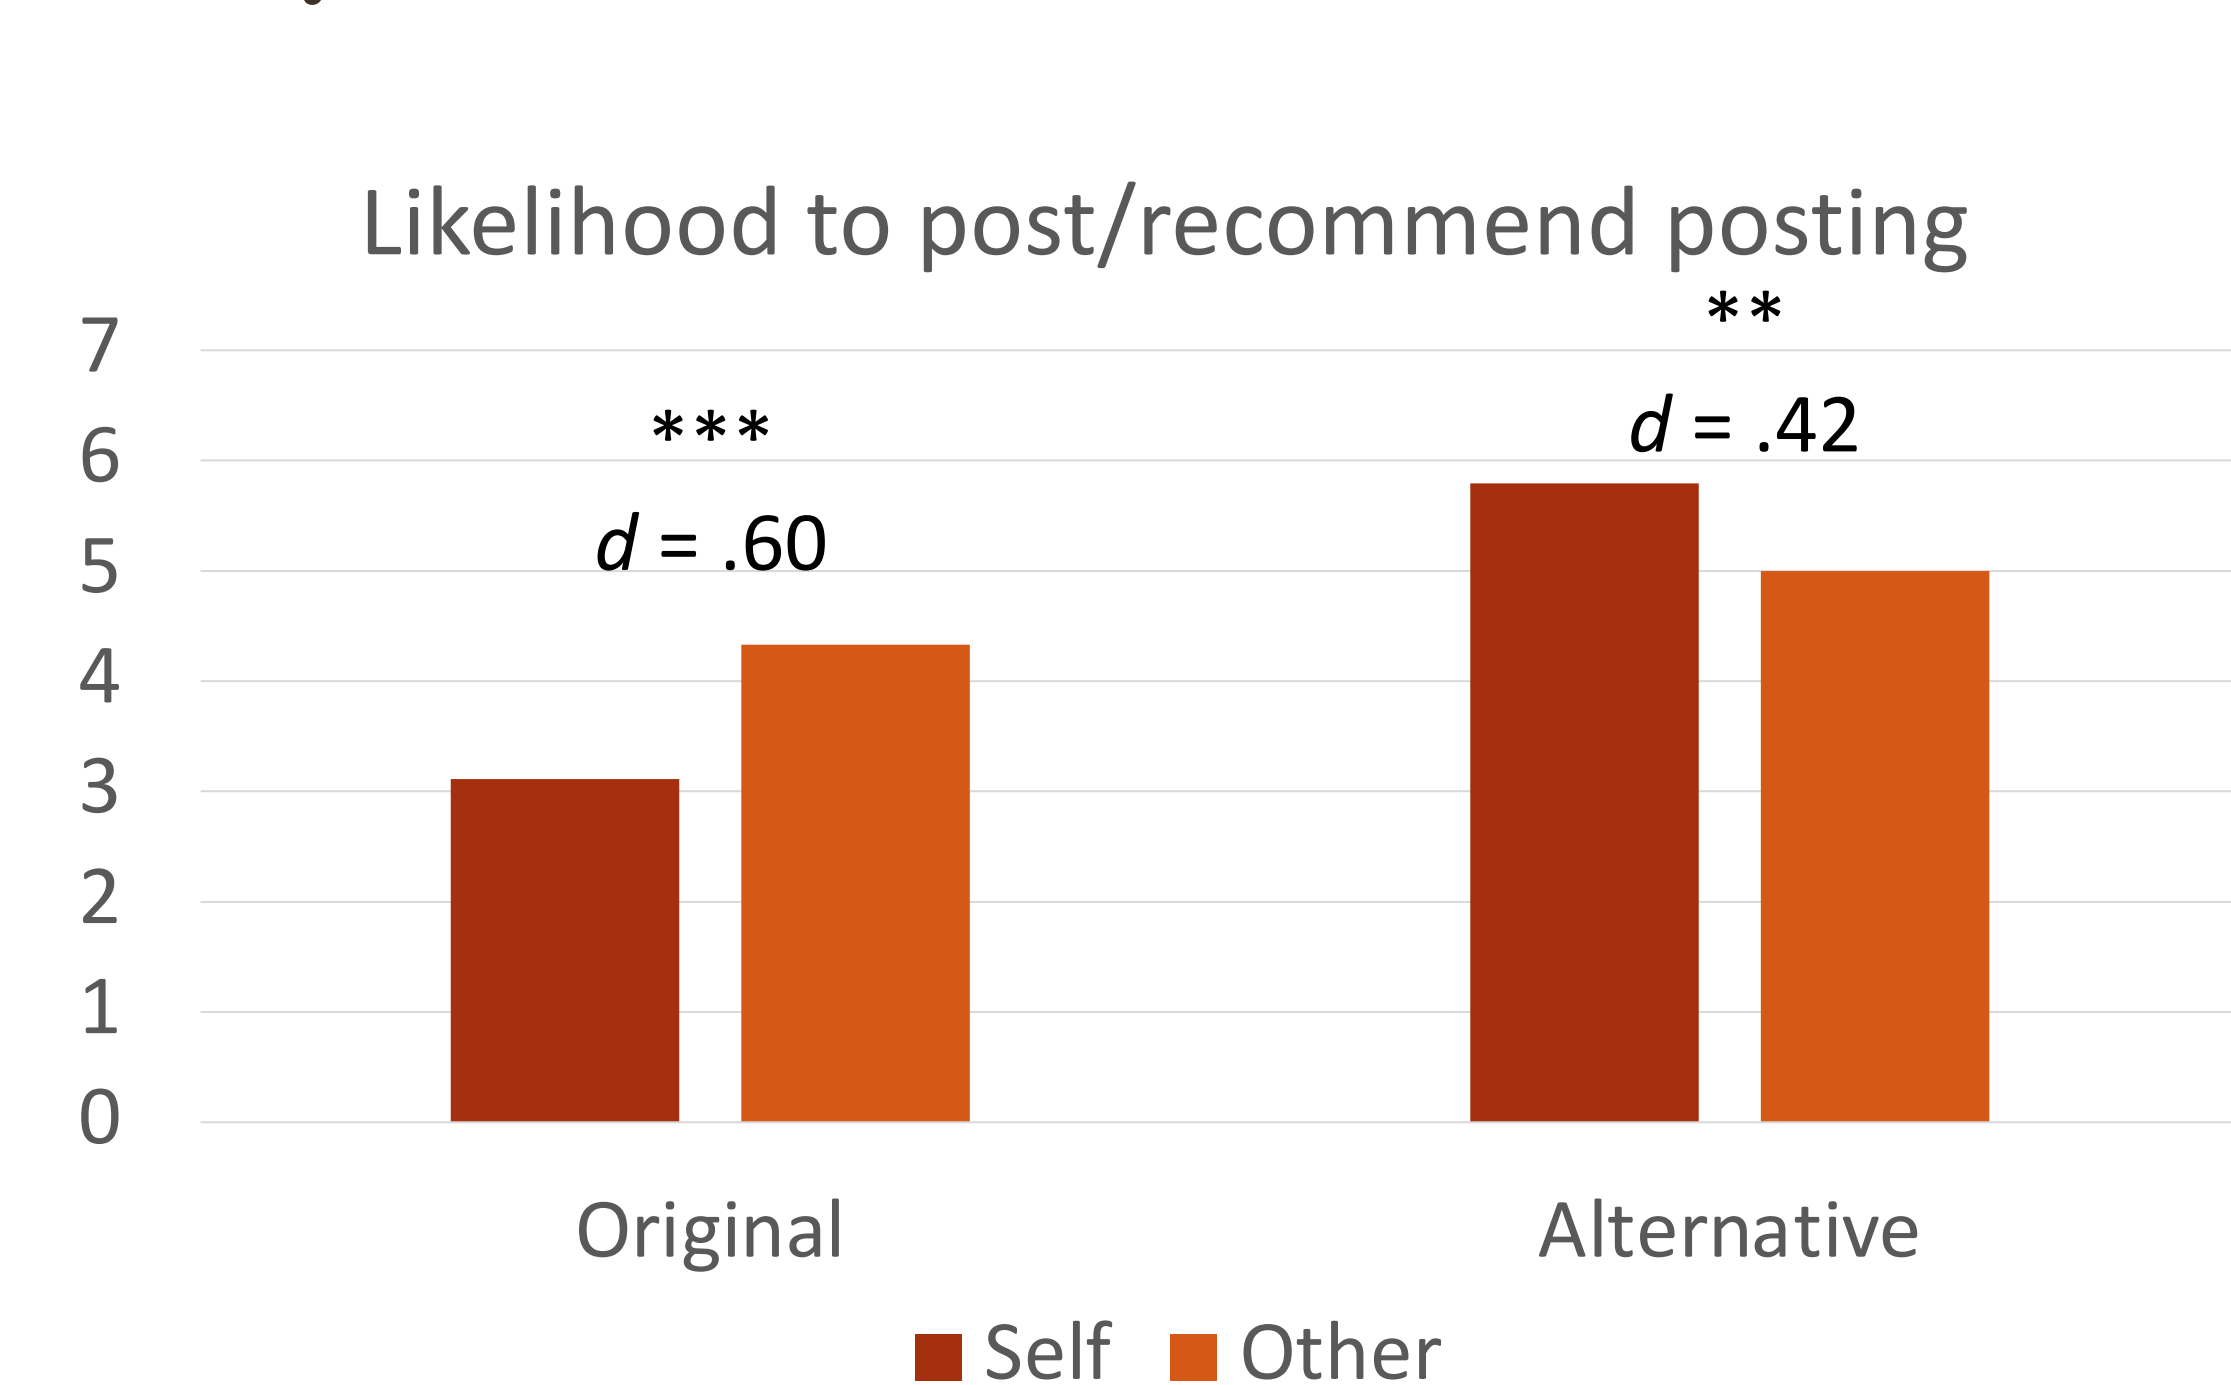 Likelihood to post/recommend posting
**
7
***
d = .42
6
d = .60
5
4
3
2
1
0
Original
Alternative
Self
Other